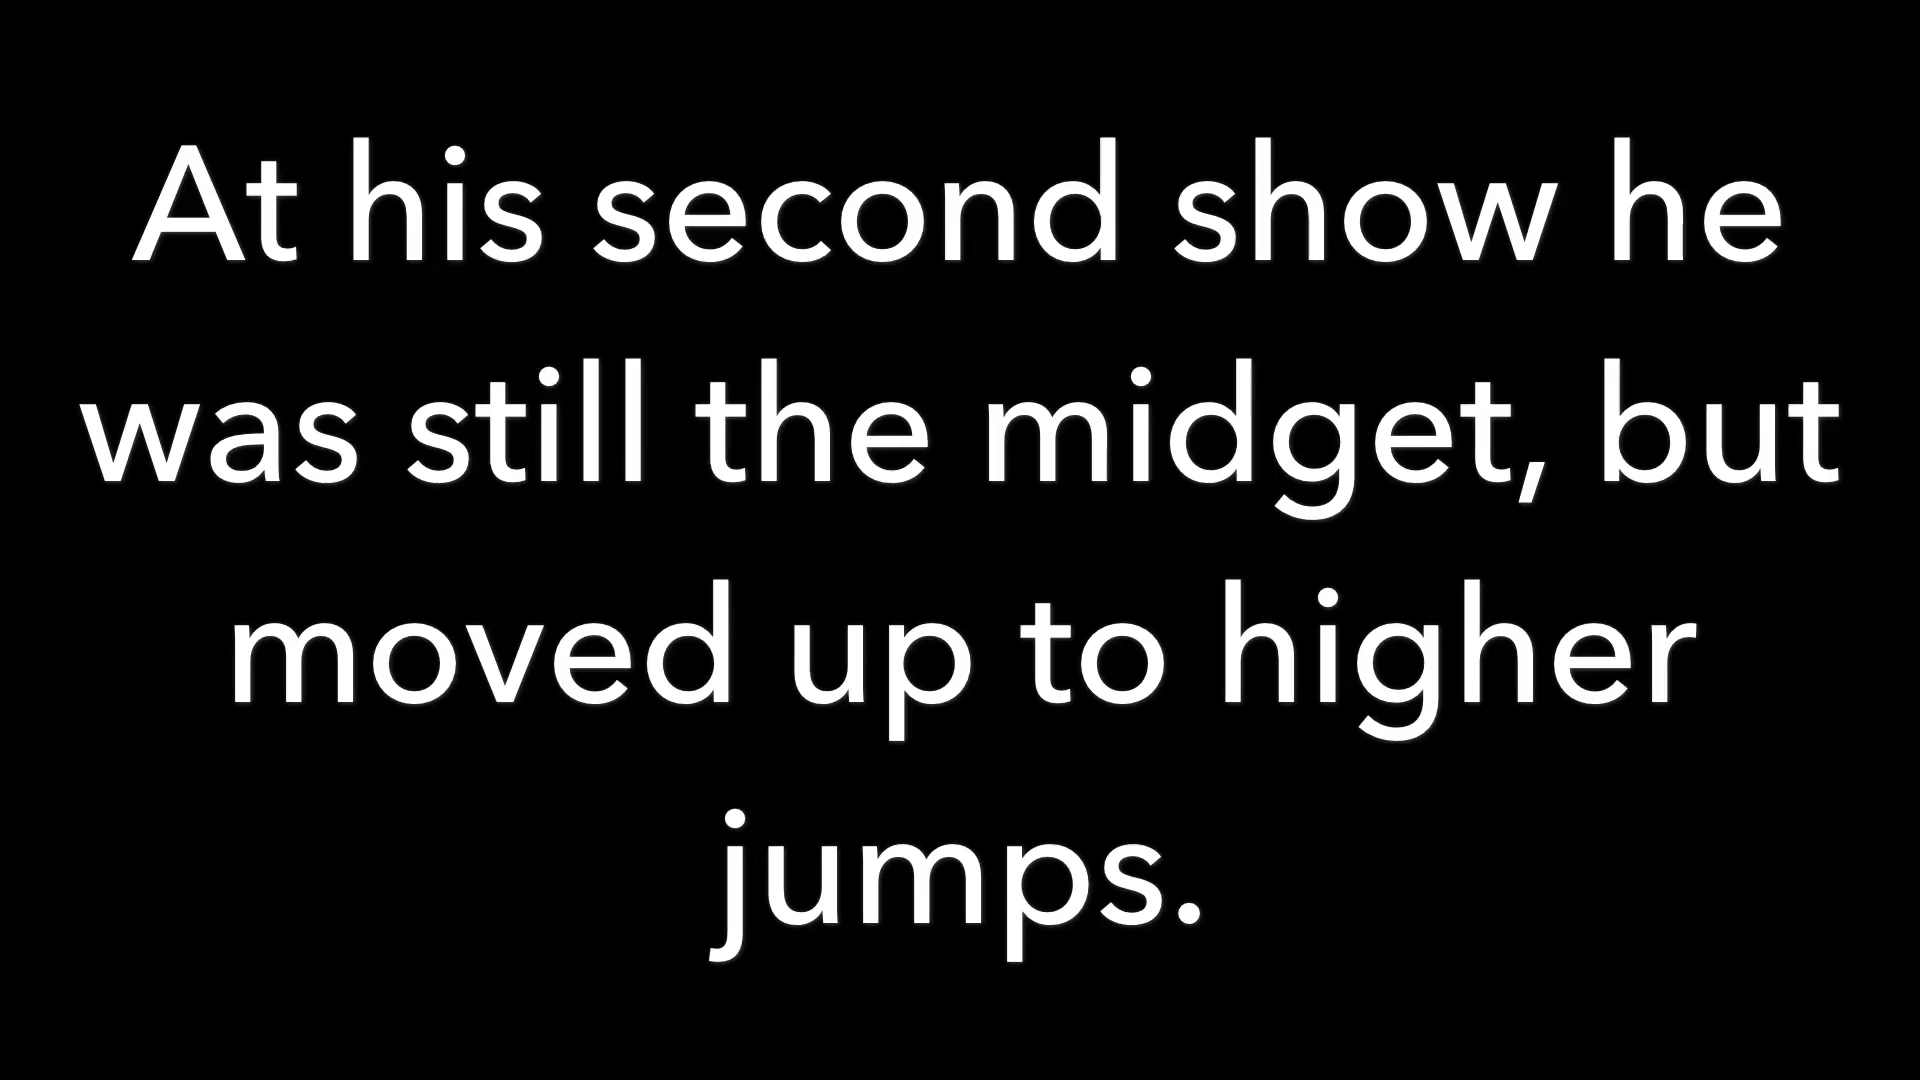 At his second show he
was still the midget, but
moved up to higher
jumps.